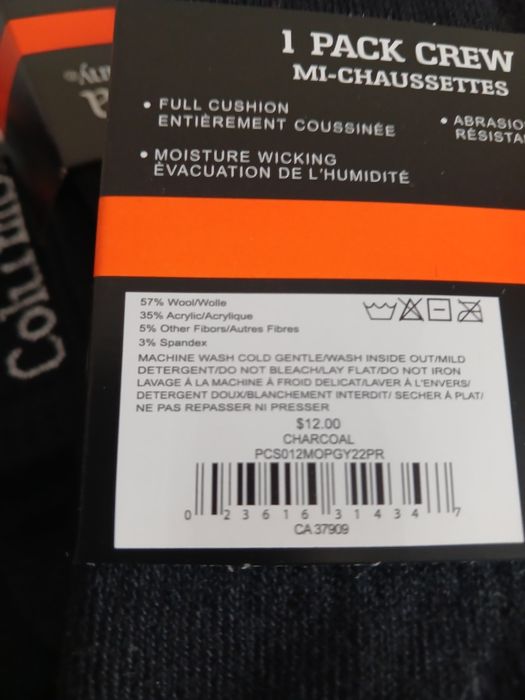 1 PACK CREW
MI-CHAUSSETTES
• FULL CUSHION
ENTIÈREMENT COUSSINÉE
• MOISTURE WICKING
ÉVACUATION DE L'HUMIDITÉ
• ABRASIO
RÉSISTA
Colum
57% Wool/Wolle
35% Acrylic/Acrylique
5% Other Fibors/Autres Fibres
3% Spandex
MACHINE WASH COLD GENTLE/WASH INSIDE OUT/MILD
DETERGENT/DO NOT BLEACH/LAY FLAT/DO NOT IRON
LAVAGE À LA MACHINE À FROID DELICAT/LAVER À L'ENVERS/
DETERGENT DOUX/BLANCHEMENT INTERDIT/ SECHER À PLAT/
NE PAS REPASSER NI PRESSER
$12.00
CHARCOAL
PCS012MOPGY22PR
0 23616 31434 7
CA 37909